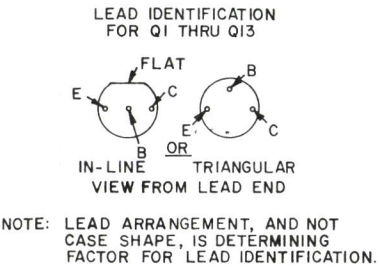 LEAD IDENTIFICATION
FOR Q1 THRU Q13
FLAT
E
C
B
B
E
C
OR
IN-LINE
TRIANGULAR
VIEW FROM LEAD END
NOTE: LEAD ARRANGEMENT, AND NOT
CASE SHAPE, IS DETERMINING
FACTOR FOR LEAD IDENTIFICATION.